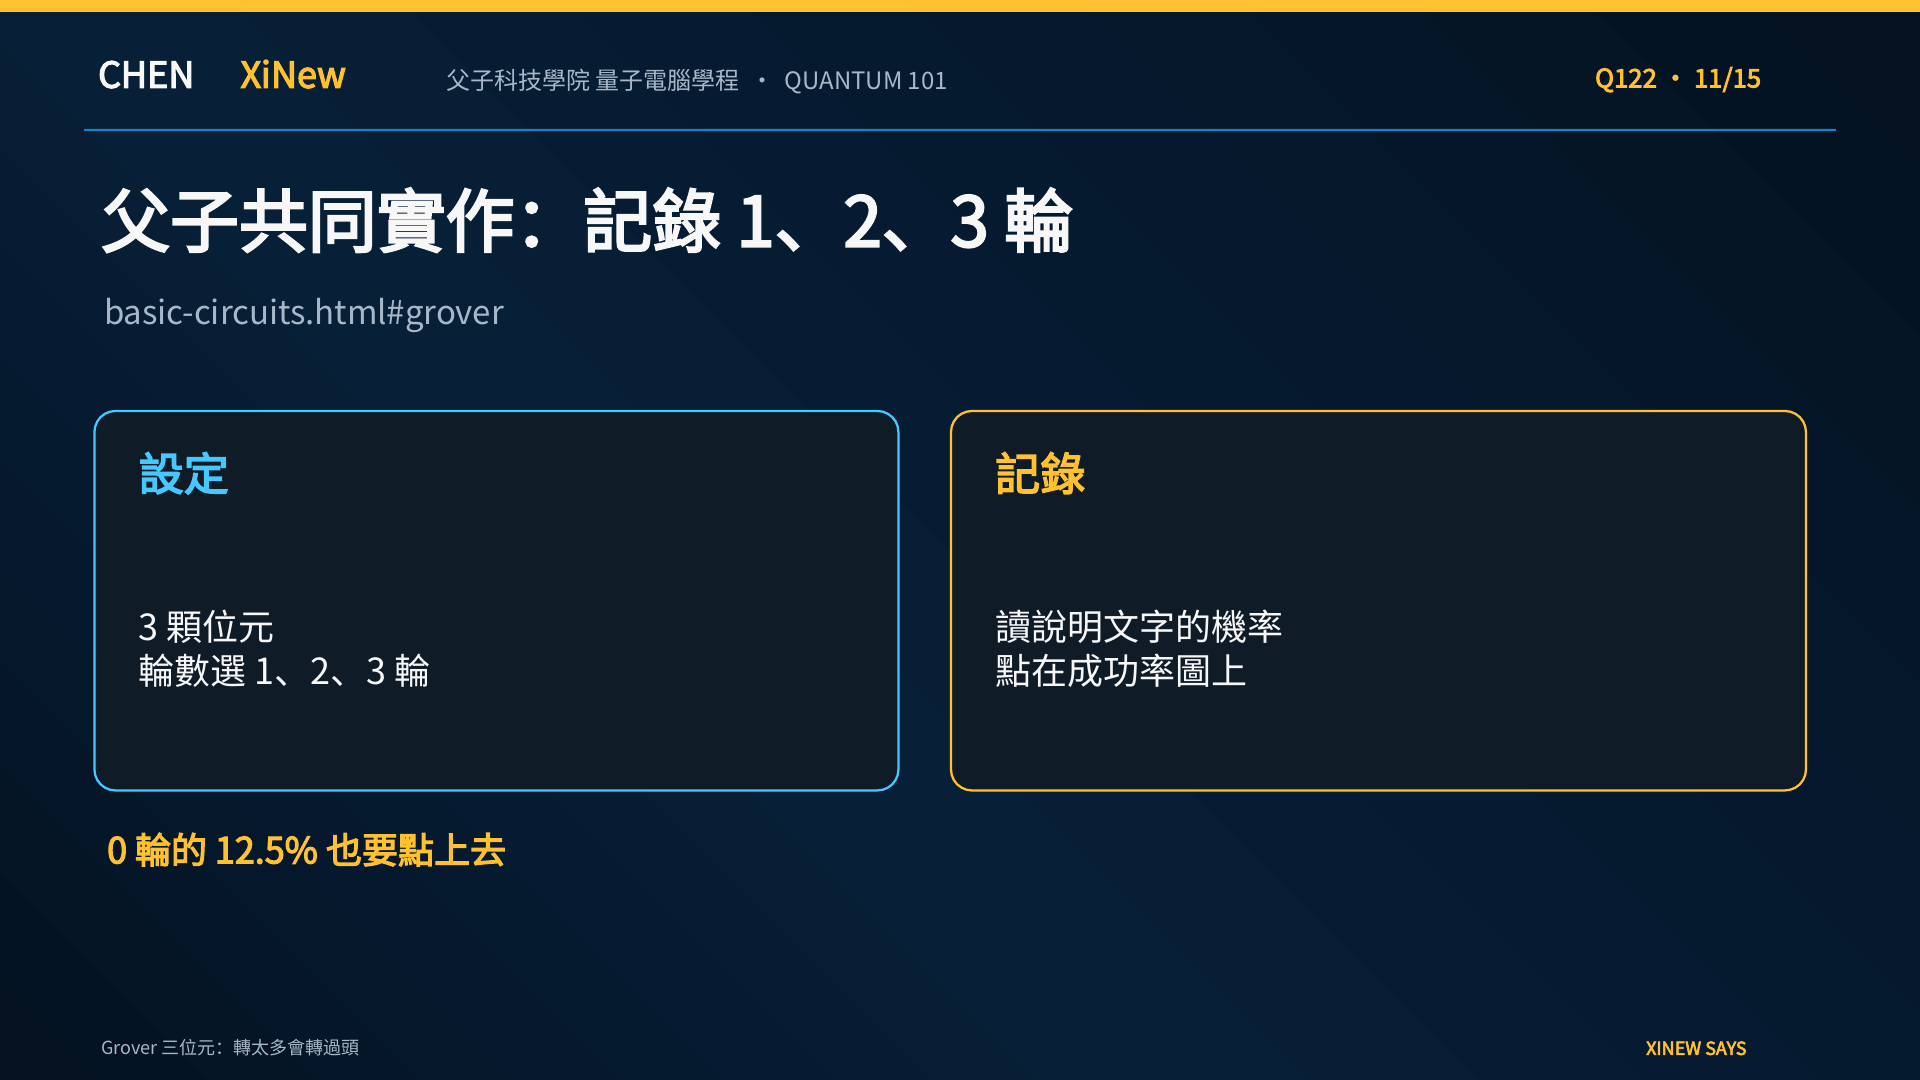 CHEN XiNew 父子科技學院 量子電腦學程 • QUANTUM 101 Q122 • 11/15
父子共同實作：記錄 1、2、3 輪
basic-circuits.html#grover
設定
3 顆位元
輪數選 1、2、3 輪
記錄
讀說明文字的機率
點在成功率圖上
0 輪的 12.5% 也要點上去
Grover 三位元：轉太多會轉過頭
XINEW SAYS